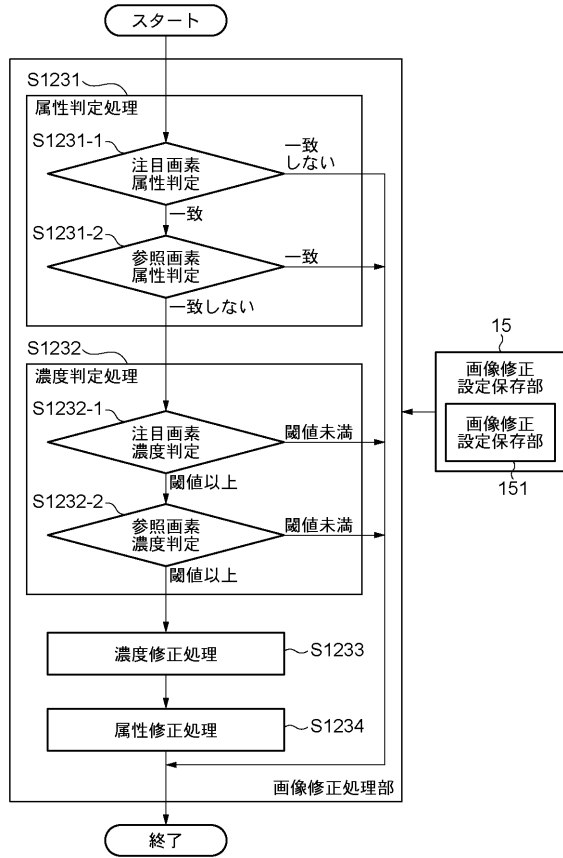 スタート
S1231
属性判定処理
S1231-1
注目画素
属性判定
一致
しない
一致
S1231-2
参照画素
属性判定
一致
一致しない
S1232
濃度判定処理
S1232-1
注目画素
濃度判定
閾値未満
閾値以上
S1232-2
参照画素
濃度判定
閾値未満
閾値以上
濃度修正処理
S1233
属性修正処理
S1234
画像修正処理部
終了
15
画像修正
設定保存部
画像修正
設定保存部
151